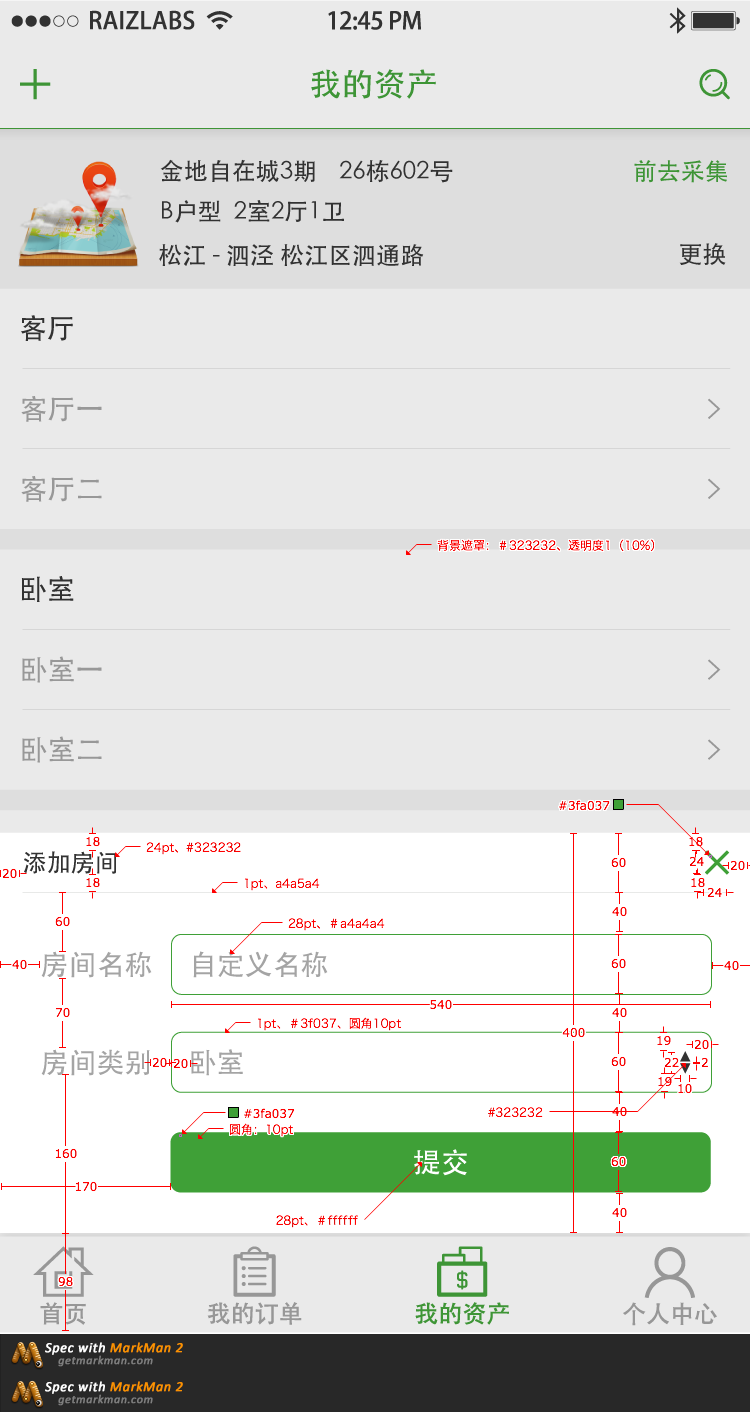 RAIZLABS 12:45 PM
我的资产
金地自在城3期 26栋602号 前去采集
B户型 2室2厅1卫
松江 - 泗泾 松江区泗通路 更换
客厅
客厅一
客厅二
背景遮罩：#323232、透明度1（10%）
卧室
卧室一
卧室二
#3fa037
18
24pt、#323232
18
60
添加房间
24
20
20
18
18
1pt、a4a5a4
24
60
40
28pt、#a4a4a4
40
房间名称
自定义名称
60
40
540
70
40
1pt、#3f037、圆角10pt
400
19
20
房间类别
20
20
卧室
60
22
2
19
10
#3fa037
#323232
40
圆角：10pt
160
提交
60
170
28pt、#ffffff
40
98
首页 我的订单 我的资产 个人中心
Spec with MarkMan 2
getmarkman.com
Spec with MarkMan 2
getmarkman.com